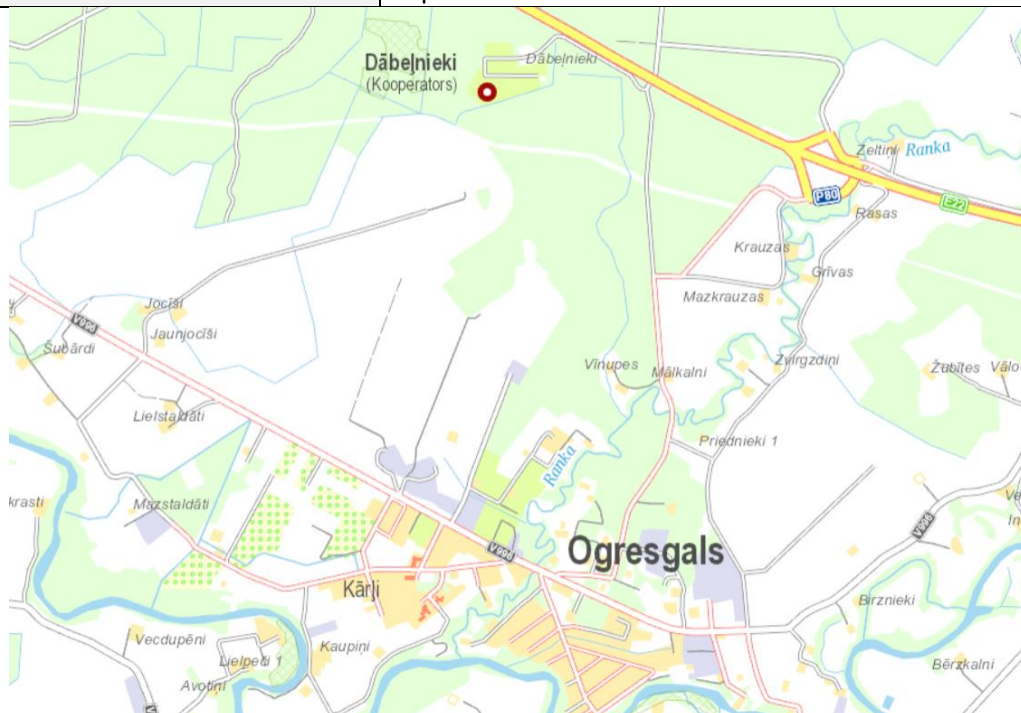 Dābeļnieki
(Kooperators)
Dābeļnieki
Zeltiņi
Ranka
P80
E22
Rasas
Krauzas
Grīvas
Mazkrauzas
Jocīši
V996
Jaunjocīši
Šubārdi
Vīnupes
Mālkalni
Zvirgzdiņi
Žubītes
Lielstaldāti
Priednieki 1
Ranka
krasti
Mazstaldāti
V996
V996
Ogresgals
Kārļi
Birznieki
Vecdupēni
Kaupiņi
Lielpeči 1
Bērzkalni
Avotiņi